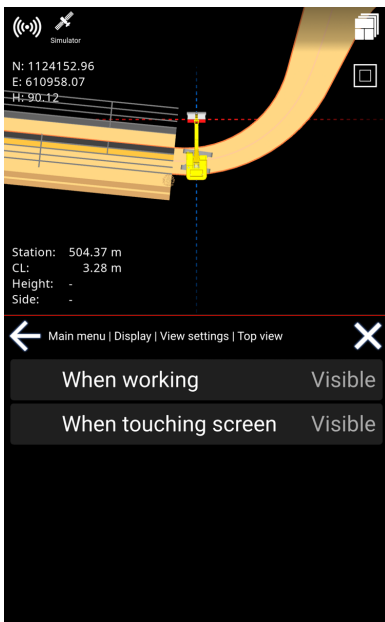 Simulator
N: 1124152.96
E: 610958.07
H: 90.12
Station: 504.37 m
CL: 3.28 m
Height: -
Side: -
Main menu | Display | View settings | Top view
When working Visible
When touching screen Visible